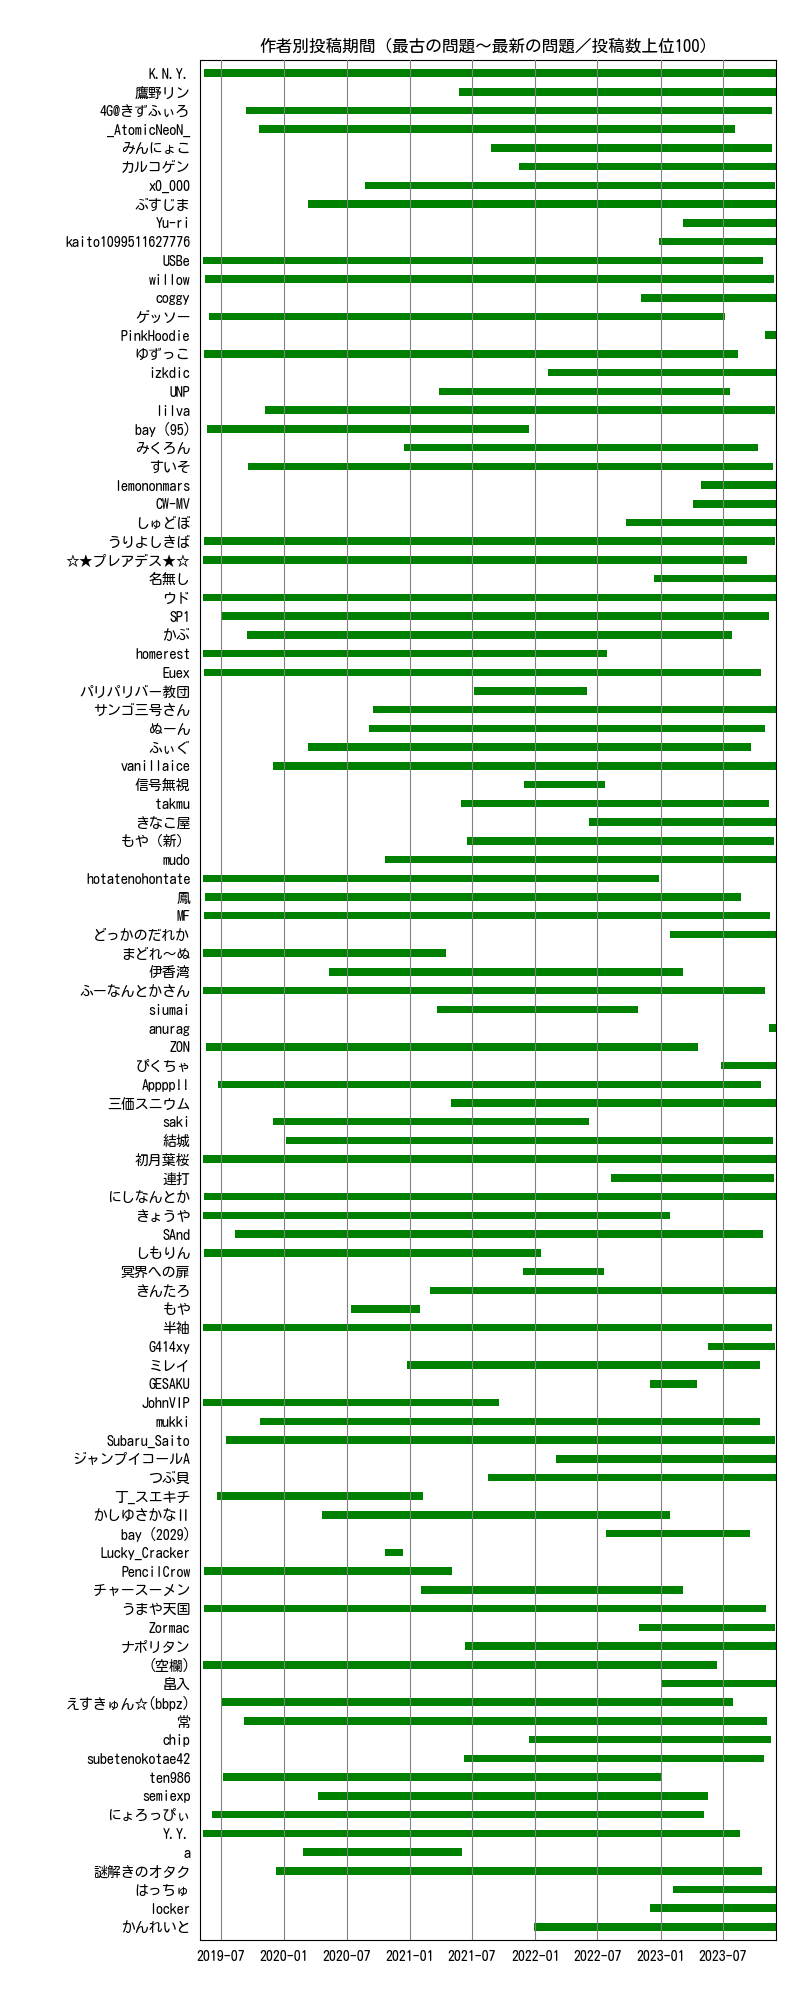 作者別投稿期間（最古の問題～最新の問題／投稿数上位100）
K.N.Y.
鷹野リン
4G@きずふぃろ
_AtomicNeoN_
みんにょこ
カルコゲン
x0_000
ぷすじま
Yu-ri
kaito1099511627776
USBe
willow
coggy
ゲッソー
PinkHoodie
ゆずっこ
izkdic
UNP
lilva
bay (95)
みくろん
すいそ
lemononmars
CW-MV
しゅどぼ
うりよしきば
☆★プレアデス★☆
名無し
ウド
SP1
かぶ
homerest
Euex
パリパリバー教団
サンゴ三号さん
ぬーん
ふぃぐ
vanillaice
信号無視
takmu
きなこ屋
もや（新）
mudo
hotatenohontate
鳳
MF
どっかのだれか
まどれ～ぬ
伊香湾
ふーなんとかさん
siumai
anurag
ZON
ぴくちゃ
Appppll
三価スニウム
saki
結城
初月葉桜
連打
にしなんとか
きょうや
SAnd
しもりん
冥界への扉
きんたろ
もや
半袖
G414xy
ミレイ
GESAKU
JohnVIP
mukki
Subaru_Saito
ジャンプイコールA
つぶ貝
丁_スエキチ
かしゆさかなII
bay (2029)
Lucky_Cracker
PencilCrow
チャースーメン
うまや天国
Zormac
ナポリタン
(空欄)
畠入
えすきゅん☆(bbpz)
常
chip
subetenokotae42
ten986
semiexp
にょろっぴぃ
Y.Y.
a
謎解きのオタク
はっちゅ
locker
かんれいと
2019-07 2020-01 2020-07 2021-01 2021-07 2022-01 2022-07 2023-01 2023-07